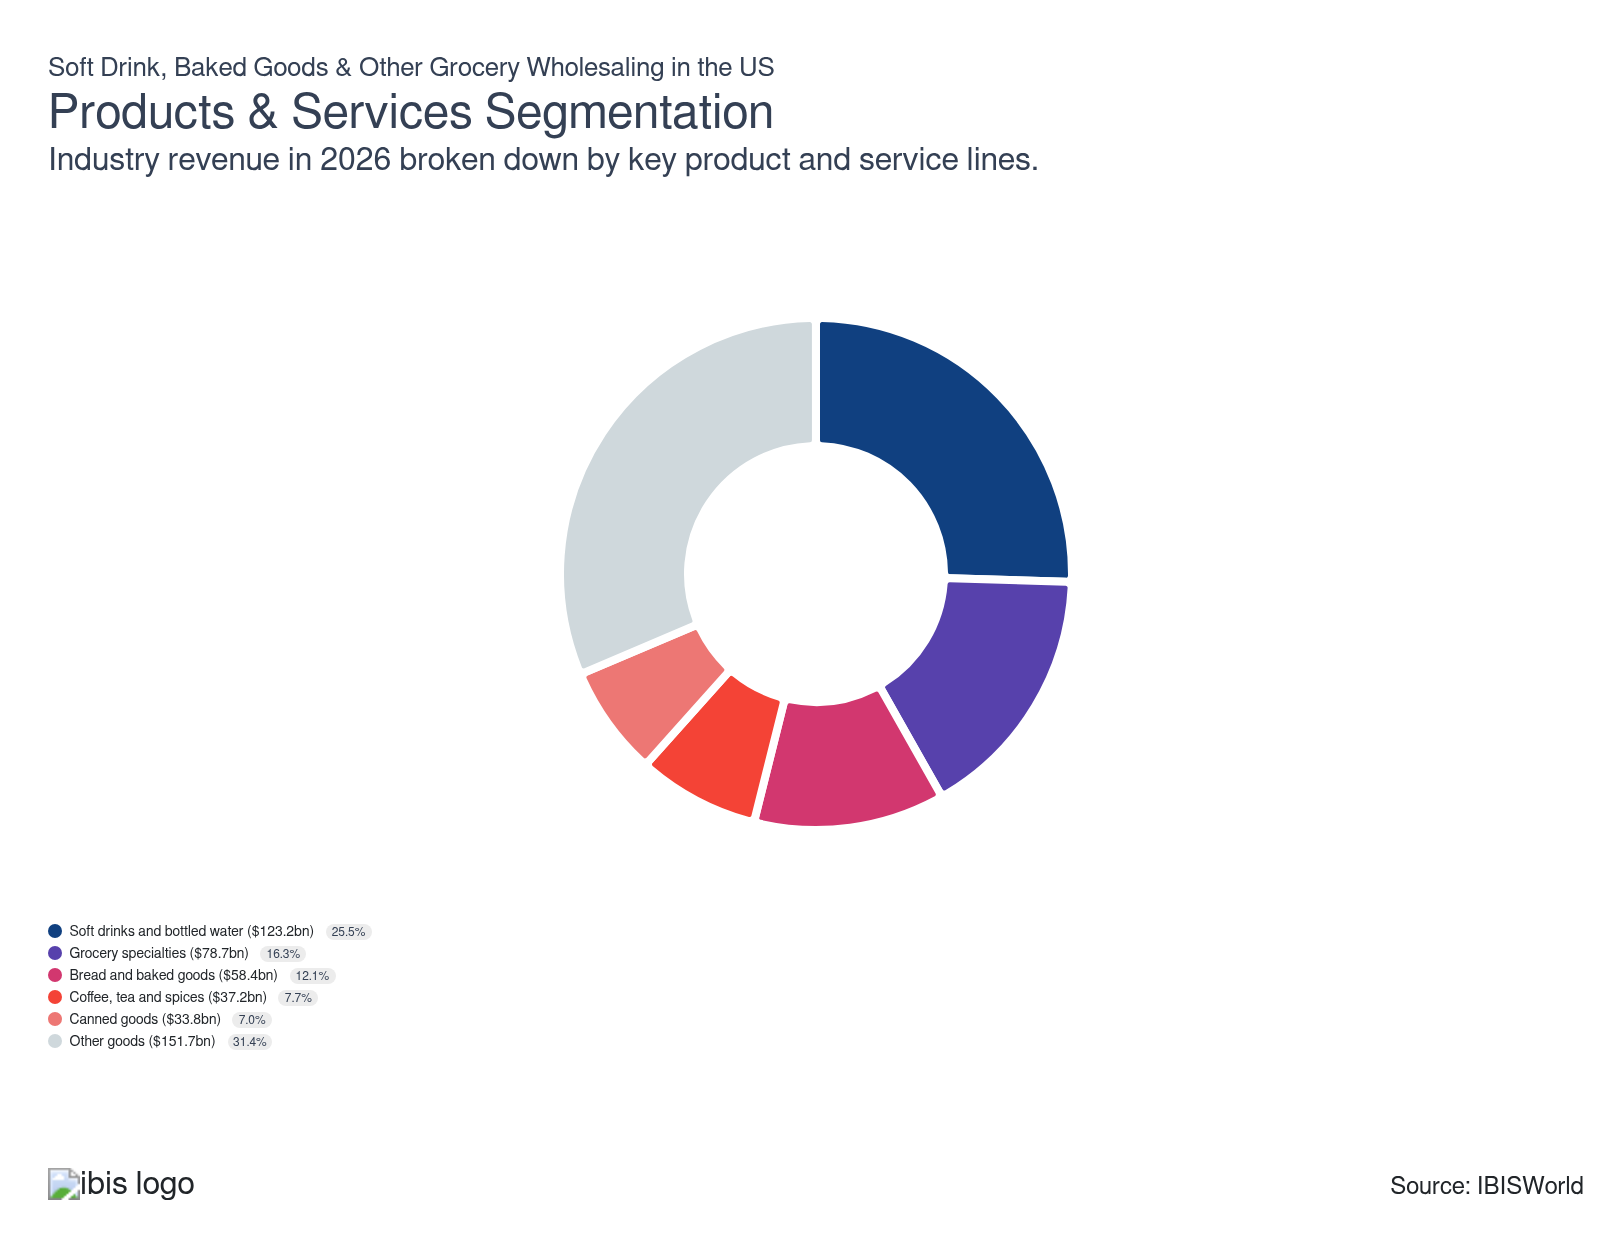 Soft Drink, Baked Goods & Other Grocery Wholesaling in the US
Products & Services Segmentation
Industry revenue in 2026 broken down by key product and service lines.
Soft drinks and bottled water ($123.2bn) 25.5%
Grocery specialties ($78.7bn) 16.3%
Bread and baked goods ($58.4bn) 12.1%
Coffee, tea and spices ($37.2bn) 7.7%
Canned goods ($33.8bn) 7.0%
Other goods ($151.7bn) 31.4%
ibis logo
Source: IBISWorld